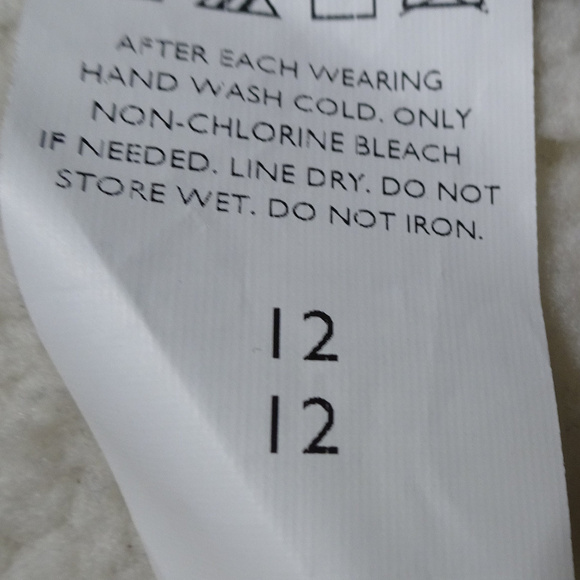 AFTER EACH WEARING
HAND WASH COLD. ONLY
NON-CHLORINE BLEACH
IF NEEDED. LINE DRY. DO NOT
STORE WET. DO NOT IRON.
12
12